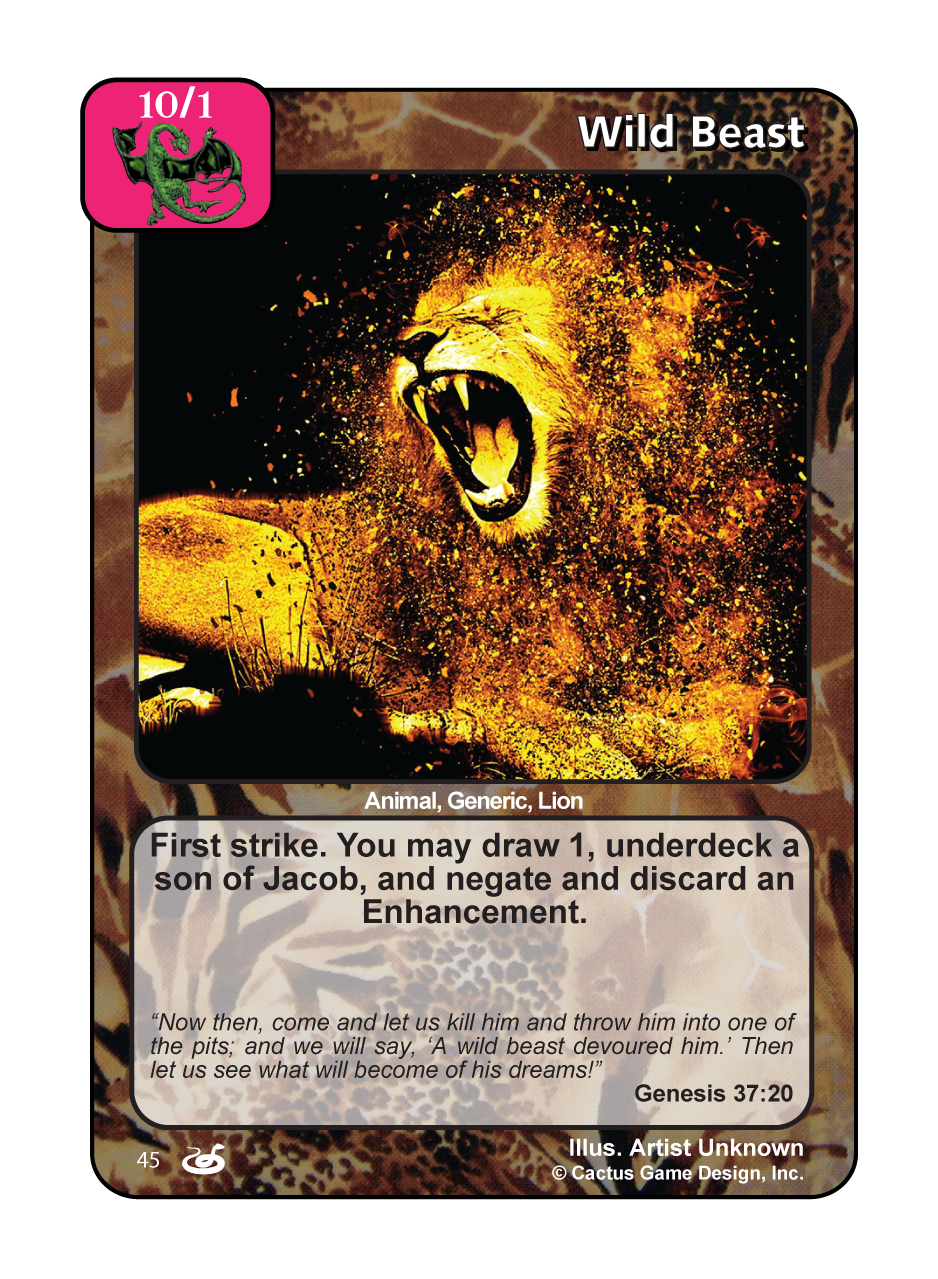 10/1
Wild Beast
Animal, Generic, Lion
First strike. You may draw 1, underdeck a
son of Jacob, and negate and discard an
Enhancement.
“Now then, come and let us kill him and throw him into one of
the pits; and we will say, ‘A wild beast devoured him.’ Then
let us see what will become of his dreams!”
Genesis 37:20
45
Illus. Artist Unknown
© Cactus Game Design, Inc.